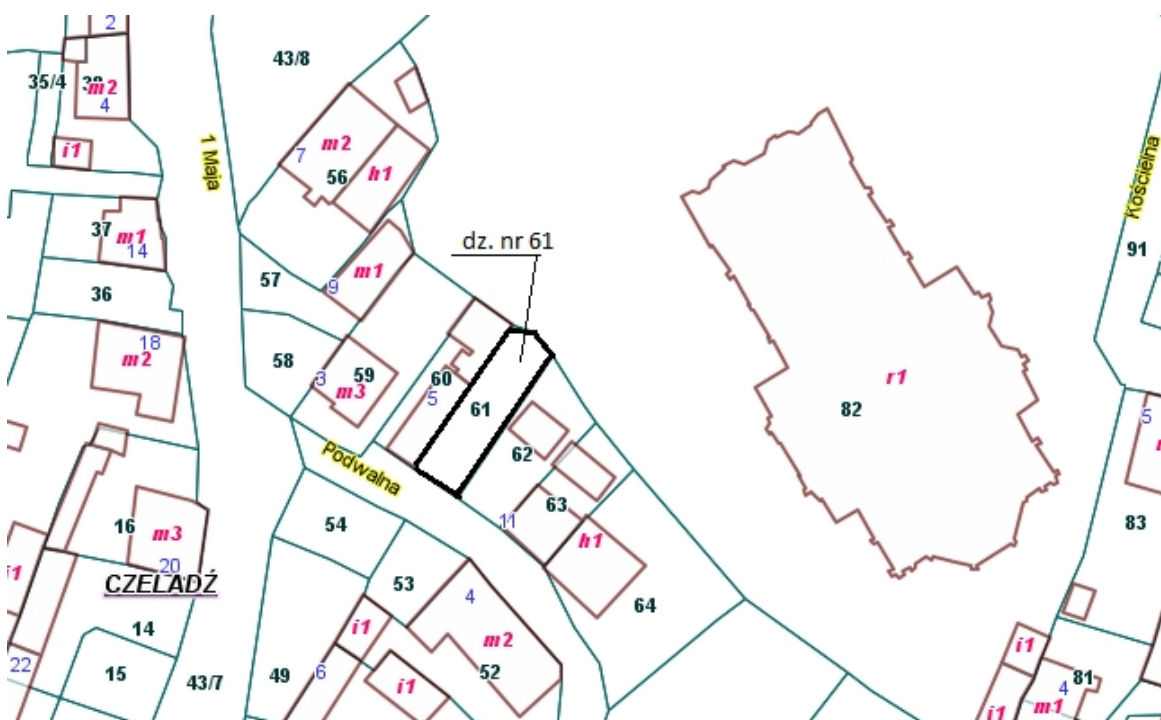 2
43/8
35/4
m2
4
i1
1 Maja
m2
7
56
h1
Kościelna
37
m1
14
dz. nr 61
91
57
m1
9
36
18
m2
58
3
59
m3
60
5
61
r1
82
5
62
Podwalna
63
11
h1
16
m3
20
54
83
CZELADŹ
i1
53
4
64
14
i1
m2
i1
22
15
43/7
49
6
i1
52
81
4
m1
i1